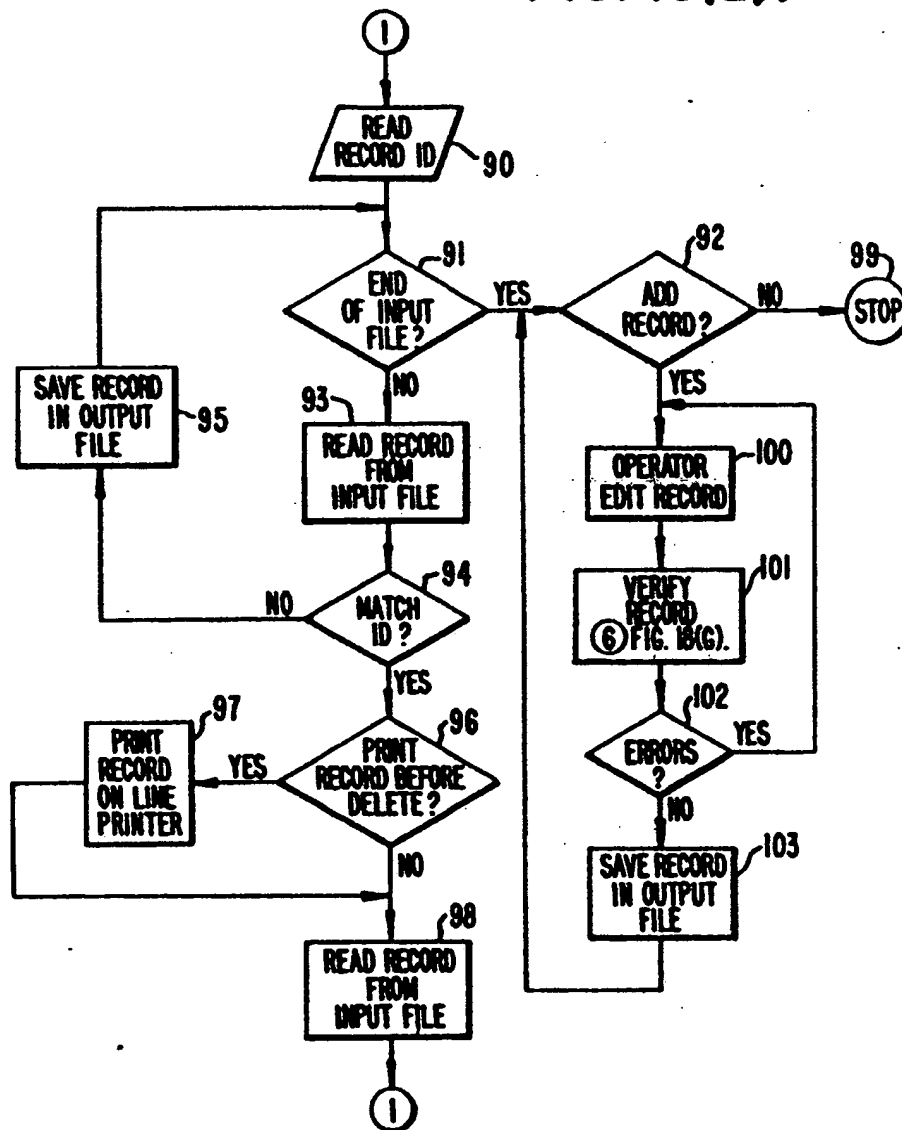 1
READ
RECORD ID
90
91
END
OF INPUT
FILE?
YES
NO
92
ADD
RECORD?
NO
YES
99
STOP
93
READ RECORD
FROM
INPUT FILE
SAVE RECORD
IN OUTPUT
FILE
95
94
MATCH
ID?
NO
YES
100
OPERATOR
EDIT RECORD
101
VERIFY
RECORD
6 FIG. 18(G).
102
ERRORS
?
YES
NO
103
SAVE RECORD
IN OUTPUT
FILE
96
PRINT
RECORD BEFORE
DELETE?
YES
NO
97
PRINT
RECORD
ON LINE
PRINTER
98
READ RECORD
FROM
INPUT FILE
1